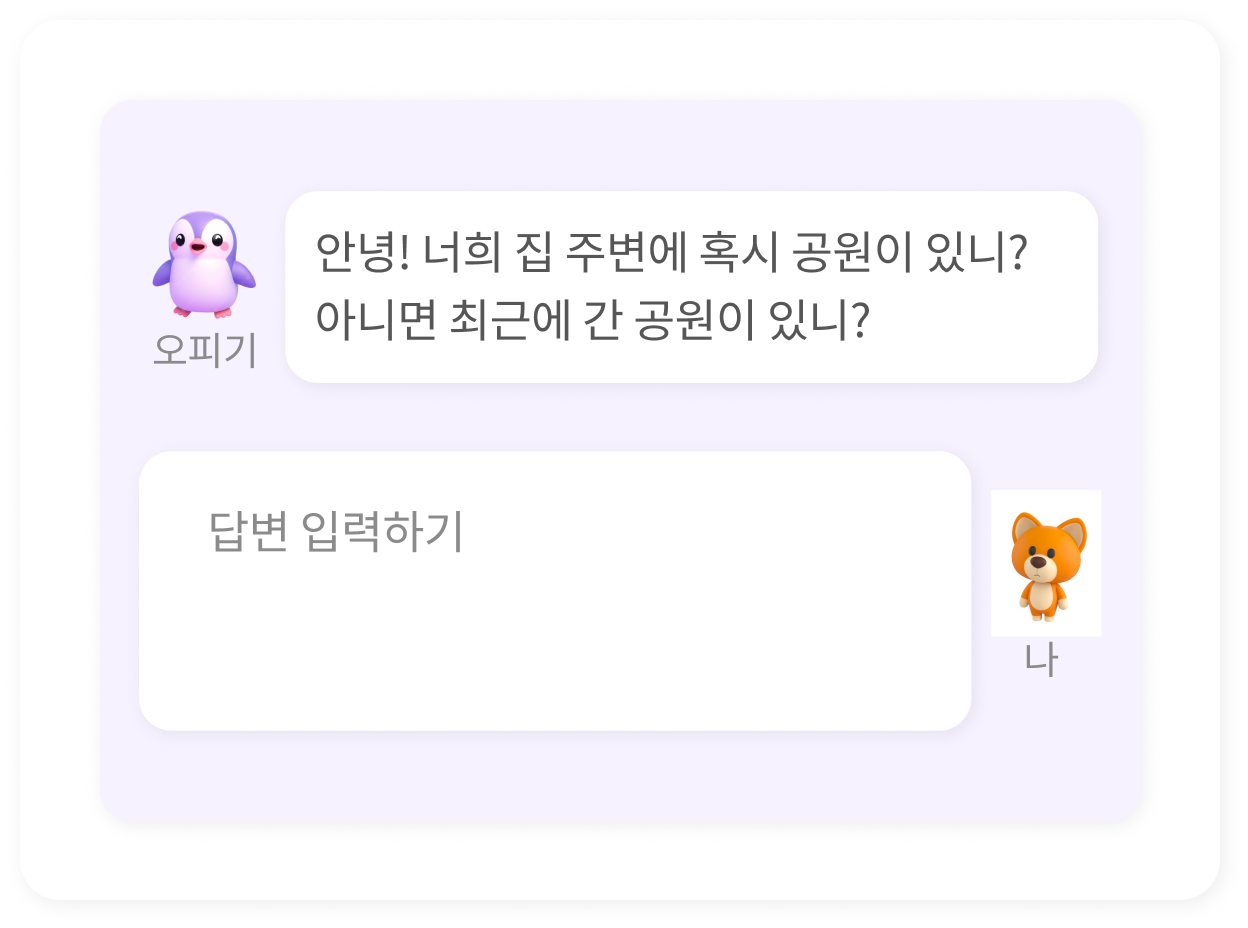 안녕! 너희 집 주변에 혹시 공원이 있니?
아니면 최근에 간 공원이 있니?
오피기
답변 입력하기
나